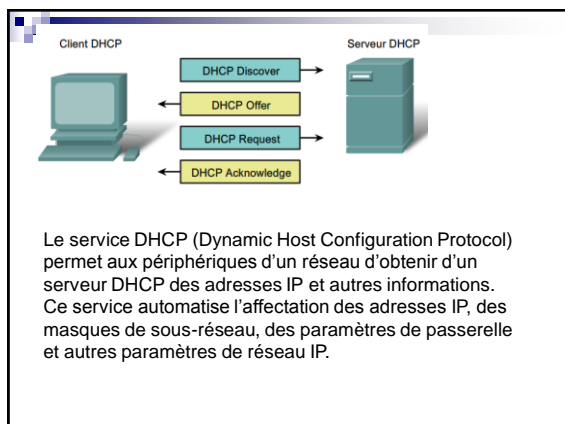 Client DHCP
Serveur DHCP
DHCP Discover
DHCP Offer
DHCP Request
DHCP Acknowledge
Le service DHCP (Dynamic Host Configuration Protocol)
permet aux périphériques d'un réseau d'obtenir d'un
serveur DHCP des adresses IP et autres informations.
Ce service automatise l'affectation des adresses IP, des
masques de sous-réseau, des paramètres de passerelle
et autres paramètres de réseau IP.